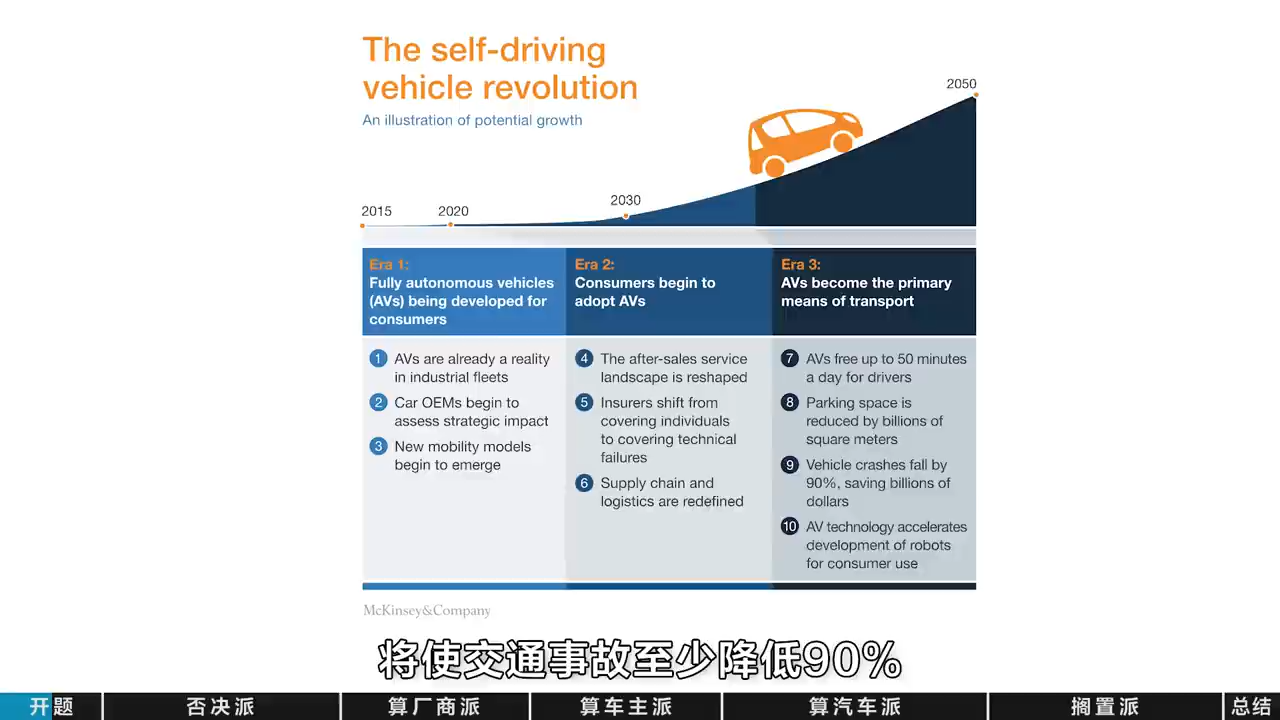 The self-driving
vehicle revolution
An illustration of potential growth
2015
2020
2030
2050
Era 1:
Fully autonomous vehicles
(AVs) being developed for
consumers
1 AVs are already a reality
in industrial fleets
2 Car OEMs begin to
assess strategic impact
3 New mobility models
begin to emerge
Era 2:
Consumers begin to
adopt AVs
4 The after-sales service
landscape is reshaped
5 Insurers shift from
covering individuals
to covering technical
failures
6 Supply chain and
logistics are redefined
Era 3:
AVs become the primary
means of transport
7 AVs free up to 50 minutes
a day for drivers
8 Parking space is
reduced by billions of
square meters
9 Vehicle crashes fall by
90%, saving billions of
dollars
10 AV technology accelerates
development of robots
for consumer use
McKinsey&Company
将使交通事故至少降低90%
开题 否决派 算厂商派 算车主派 算汽车派 搁置派 总结